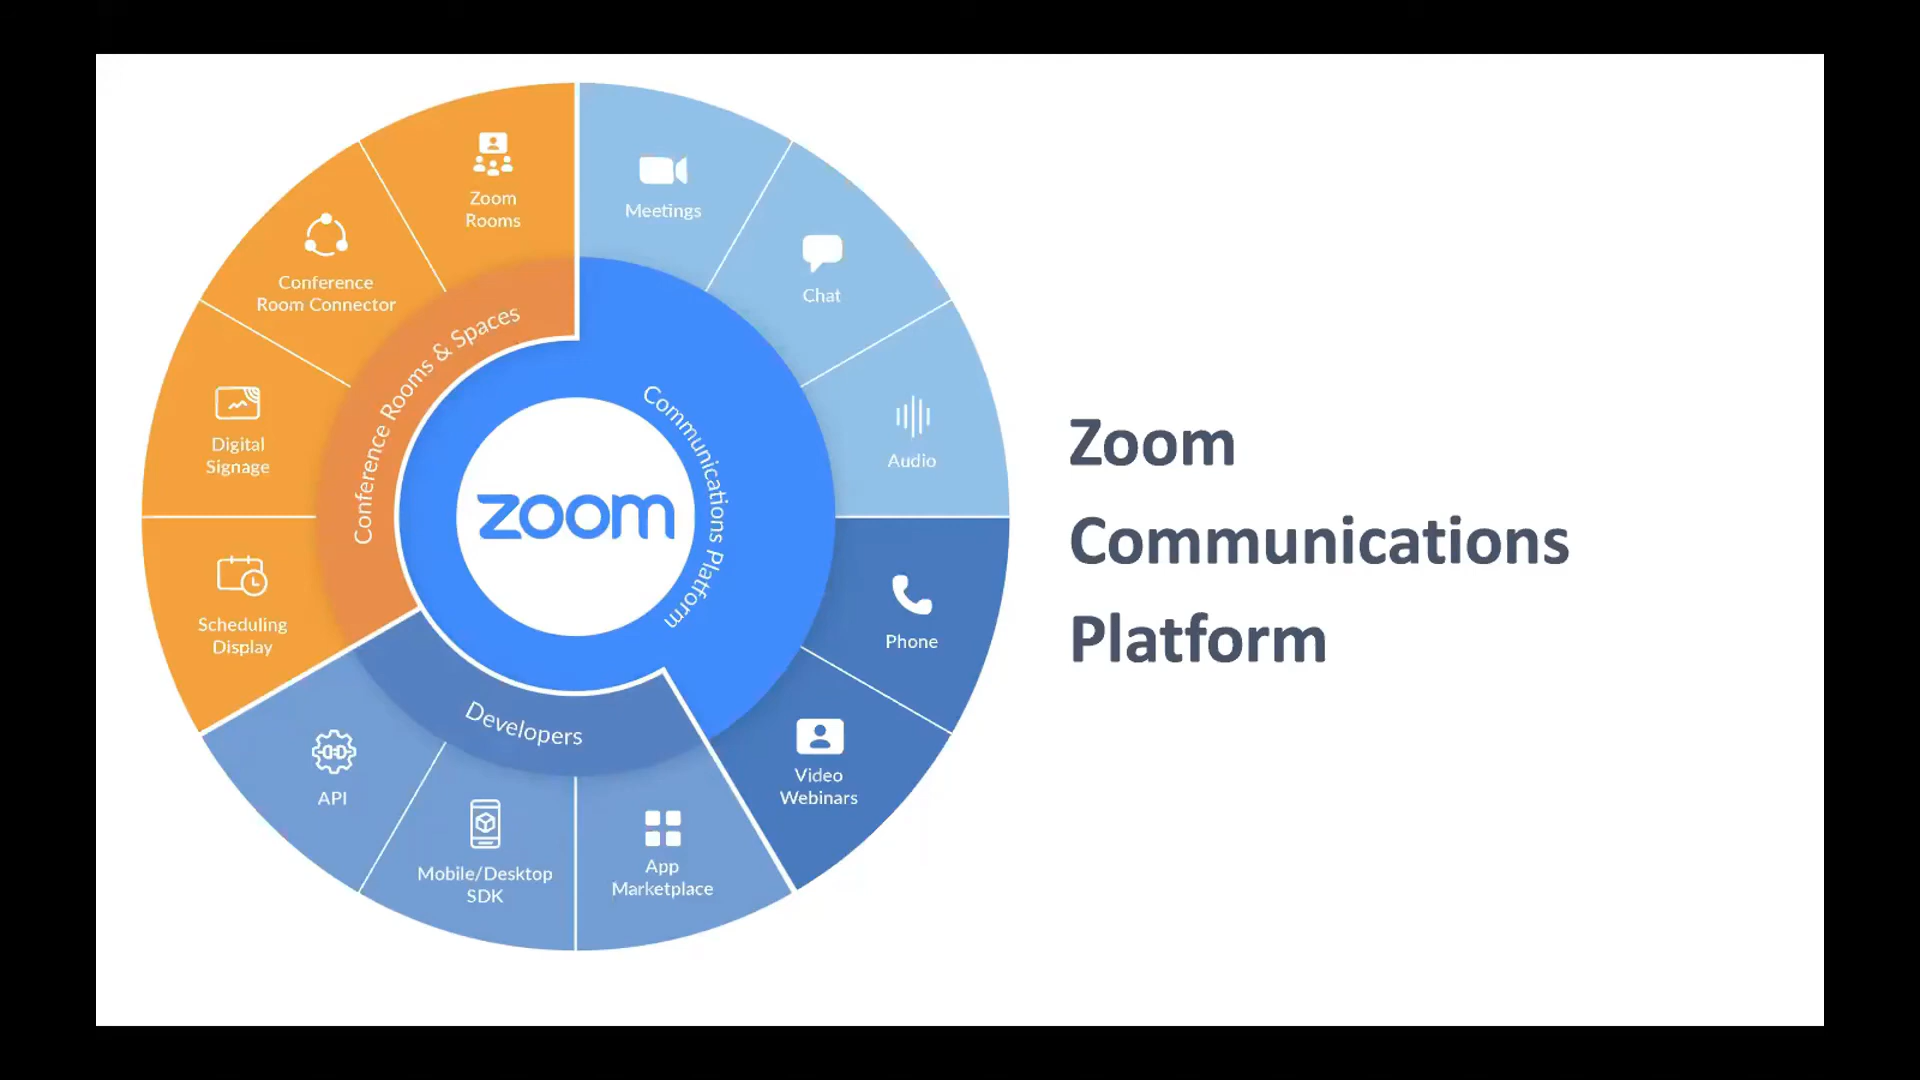 Zoom
Rooms
Meetings
Conference
Room Connector
Chat
Conference Rooms & Spaces
Digital
Signage
Audio
zoom
Communications Platform
Scheduling
Display
Phone
Developers
API
Video
Webinars
Mobile/Desktop
SDK
App
Marketplace
Zoom
Communications
Platform